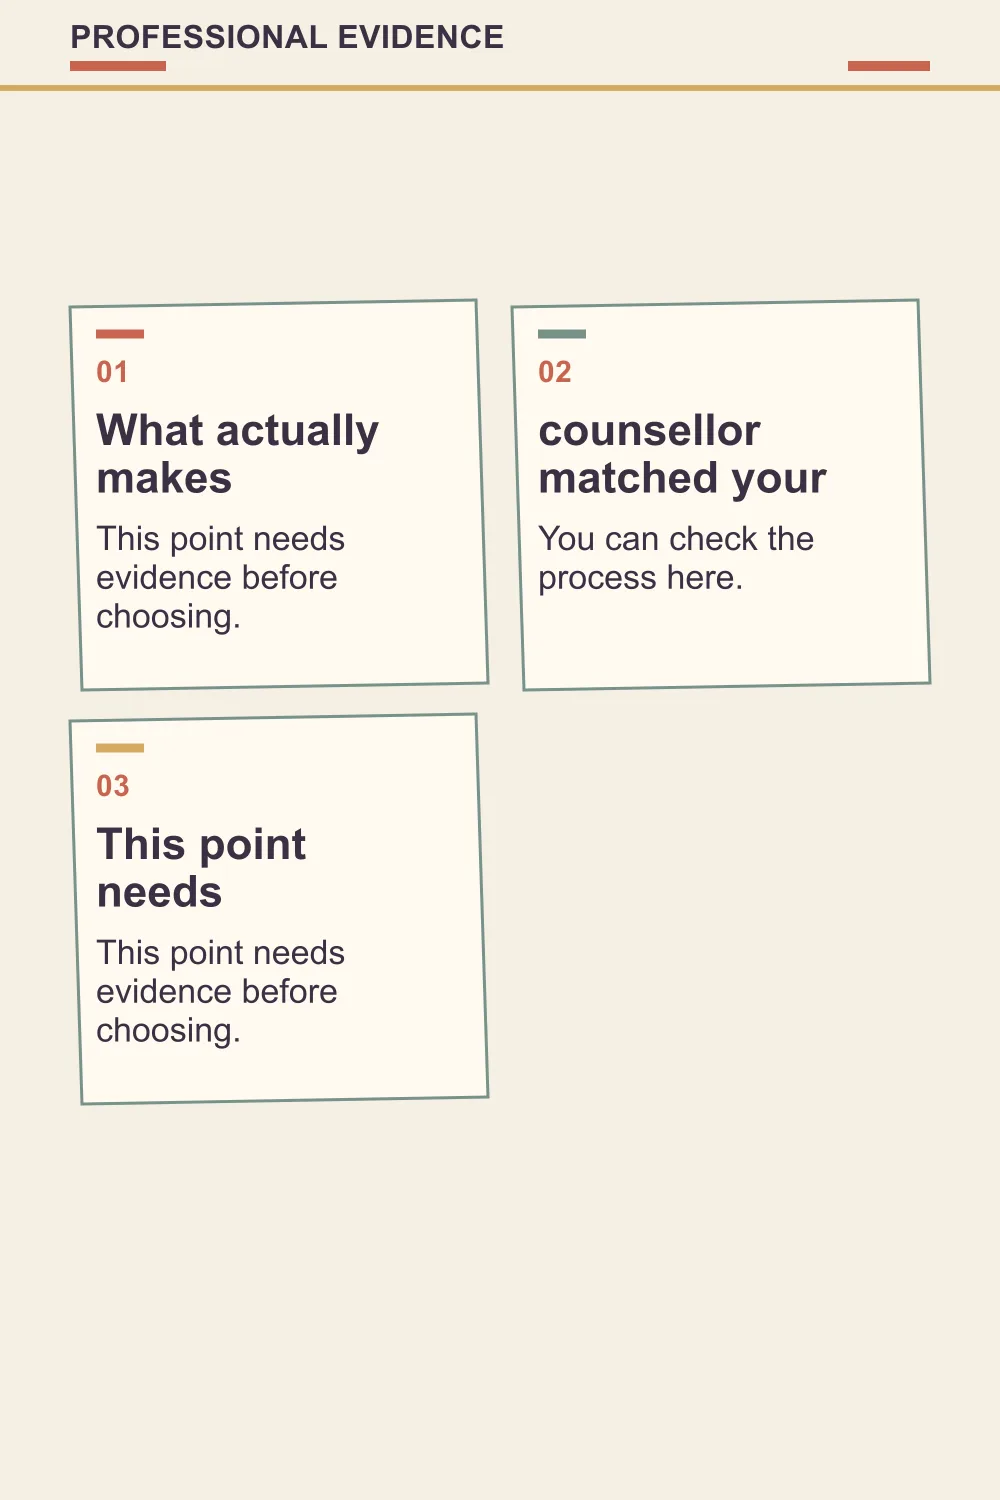 PROFESSIONAL EVIDENCE
01
What actually
makes
This point needs
evidence before
choosing.
02
counsellor
matched your
You can check the
process here.
03
This point
needs
This point needs
evidence before
choosing.